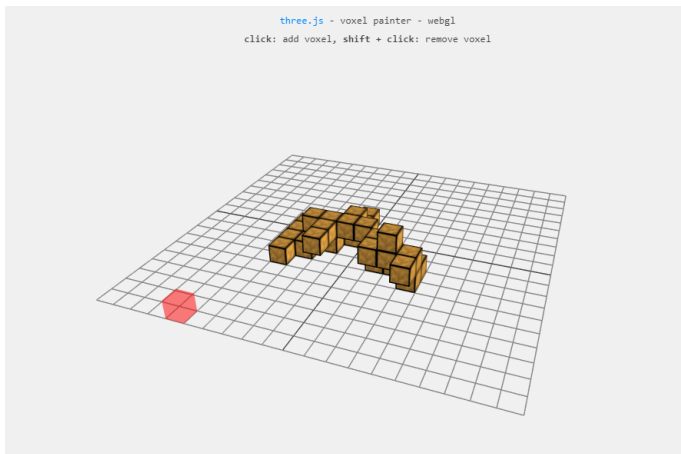 three.js - voxel painter - webgl
click: add voxel, shift + click: remove voxel